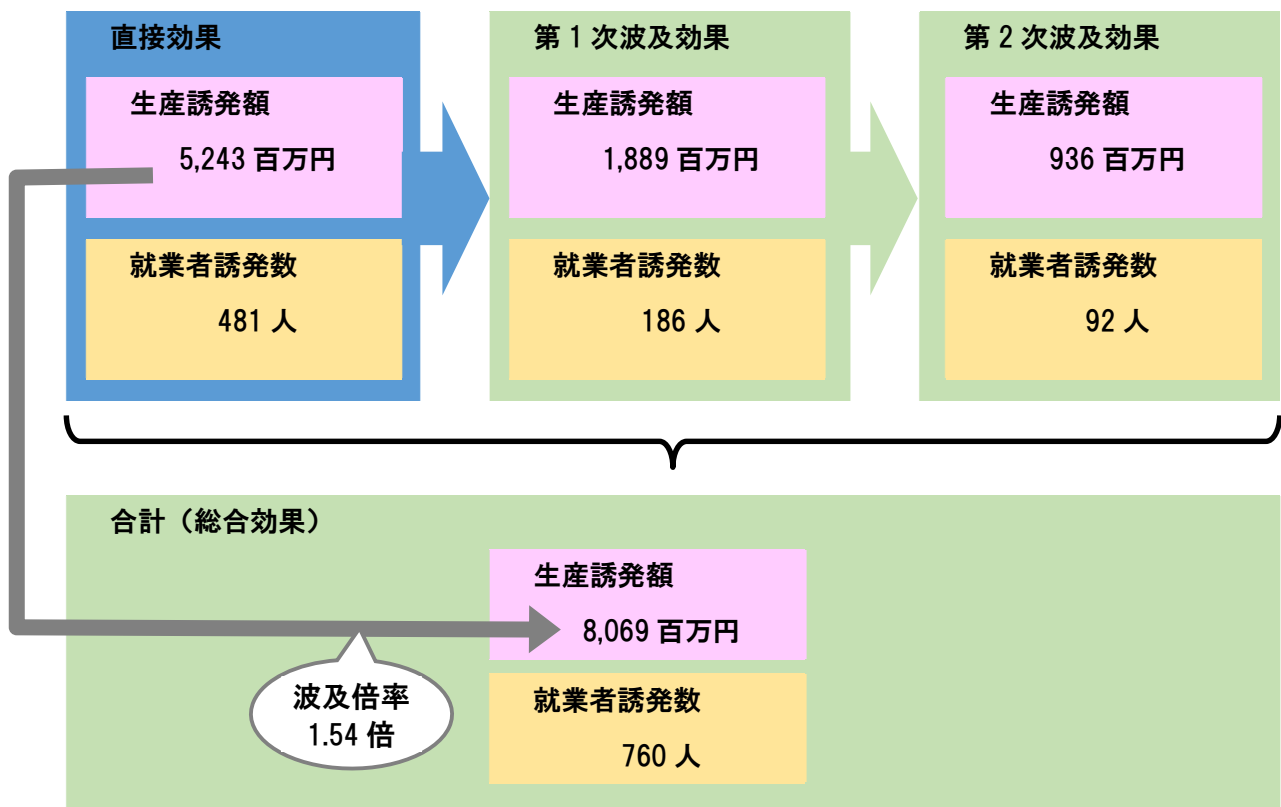 直接効果
生産誘発額
5,243 百万円
就業者誘発数
481 人
第1次波及効果
生産誘発額
1,889 百万円
就業者誘発数
186 人
第2次波及効果
生産誘発額
936 百万円
就業者誘発数
92 人
合計（総合効果）
生産誘発額
8,069 百万円
波及倍率
1.54 倍
就業者誘発数
760 人